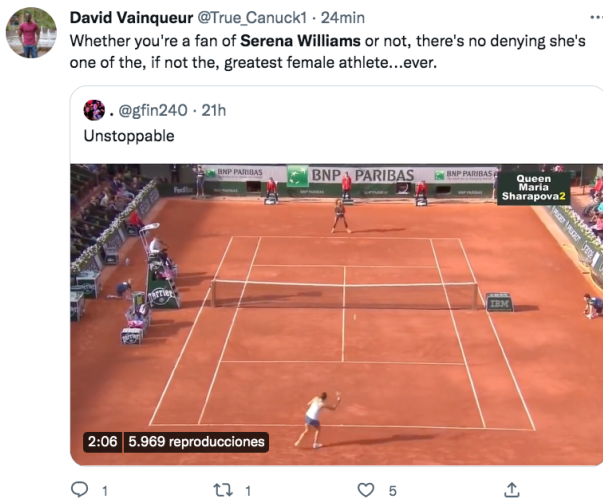 David Vainqueur @True_Canuck1 · 24min
Whether you're a fan of Serena Williams or not, there's no denying she's
one of the, if not the, greatest female athlete...ever.
. @gfin240 · 21h
Unstoppable
BNP PARIBAS
BNP PARIBAS
BNP PARIBAS
FedEx
Queen
Maria
Sharapova2
perrier
IBM
2:06 5.969 reproducciones
1 1 5